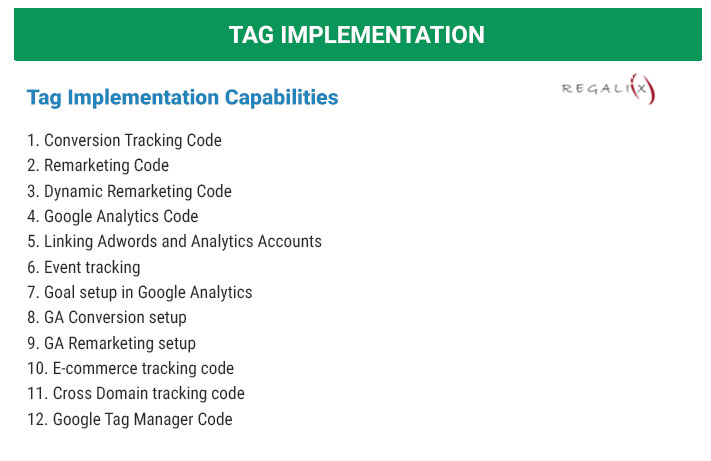 TAG IMPLEMENTATION
Tag Implementation Capabilities
REGALIX
1. Conversion Tracking Code
2. Remarketing Code
3. Dynamic Remarketing Code
4. Google Analytics Code
5. Linking Adwords and Analytics Accounts
6. Event tracking
7. Goal setup in Google Analytics
8. GA Conversion setup
9. GA Remarketing setup
10. E-commerce tracking code
11. Cross Domain tracking code
12. Google Tag Manager Code